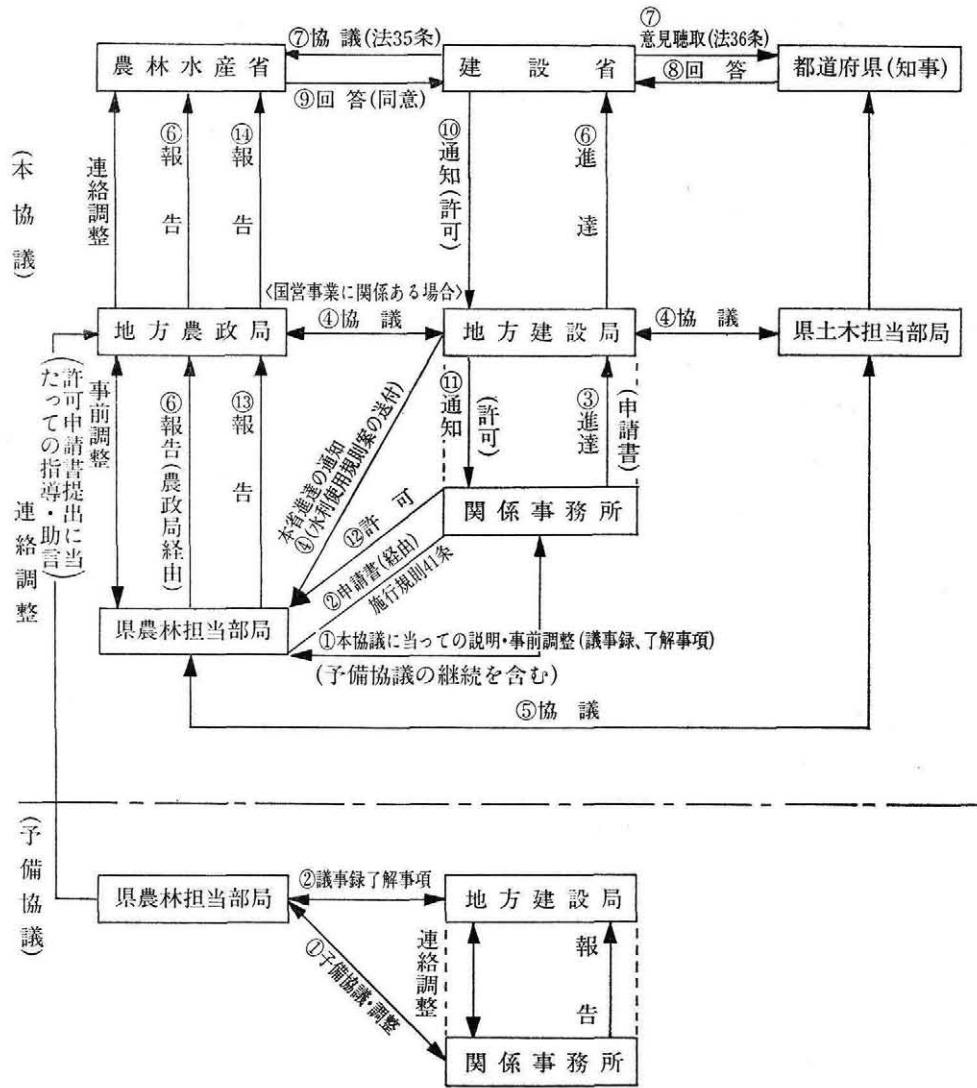 ⑦協議(法35条)
⑦
意見聴取(法36条)
農林水産省
建設省
都道府県(知事)
⑨回答(同意)
⑧回答
(本協議)
連絡調整
⑥報告
⑭報告
⑩通知(許可)
⑥進達
〈国営事業に関係ある場合〉
地方農政局
④協議
地方建設局
④協議
県土木担当部局
(許可申請書提出に当
たっての指導・助言)
連絡調整
事前調整
⑥報告(農政局経由)
⑬報告
本省進達の通知
④(水利使用規則案の送付)
⑪通知
(許可)
③進達
(申請書)
関係事務所
⑫許可
②申請書(経由)
施行規則41条
県農林担当部局
①本協議に当っての説明・事前調整(議事録、了解事項)
(予備協議の継続を含む)
⑤協議
(予備協議)
県農林担当部局
②議事録了解事項
地方建設局
①予備協議・調整
連絡調整
報告
関係事務所